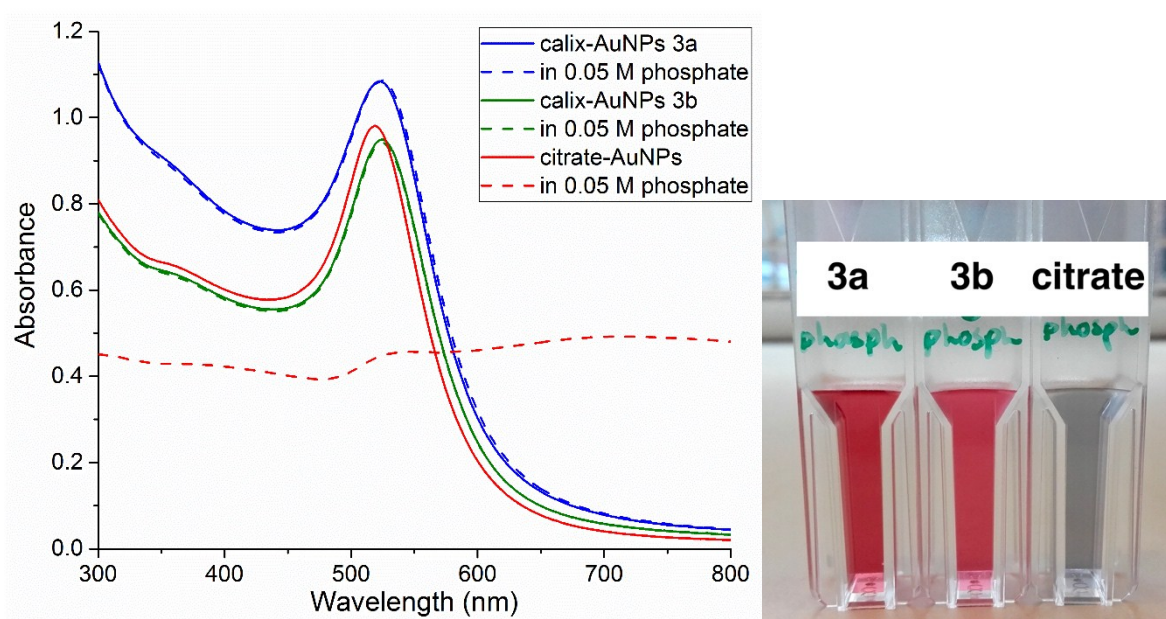 1.2
1.0
0.8
0.6
0.4
0.2
0.0
Absorbance
300
400
500
600
700
800
Wavelength (nm)
calix-AuNPs 3a
in 0.05 M phosphate
calix-AuNPs 3b
in 0.05 M phosphate
citrate-AuNPs
in 0.05 M phosphate
3a 3b citrate
phosph phosph phosph